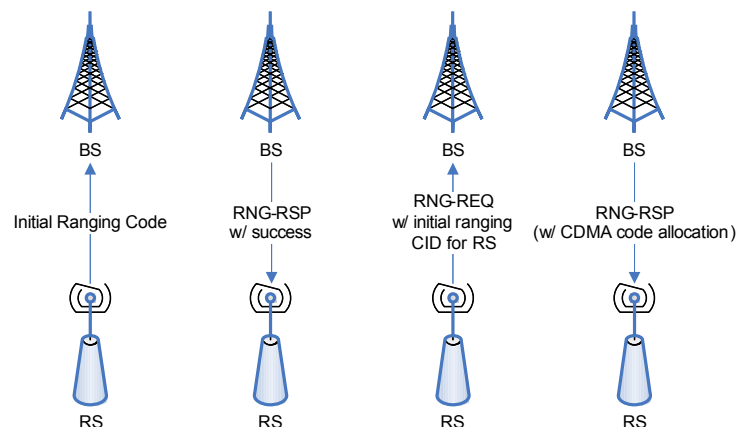 BS
BS
BS
BS
Initial Ranging Code
RNG-RSP
w/ success
RNG-REQ
w/ initial ranging
CID for RS
RNG-RSP
(w/ CDMA code allocation)
RS
RS
RS
RS